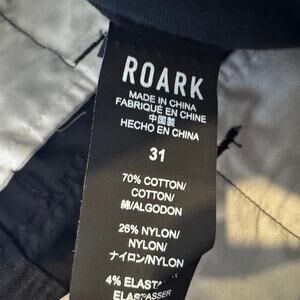 ROARK
MADE IN CHINA
FABRIQUÉ EN CHINE
中国製
HECHO EN CHINA
31
70% COTTON/
COTTON/
綿/ALGODON
26% NYLON/
NYLON/
ナイロン/NYLON
4%